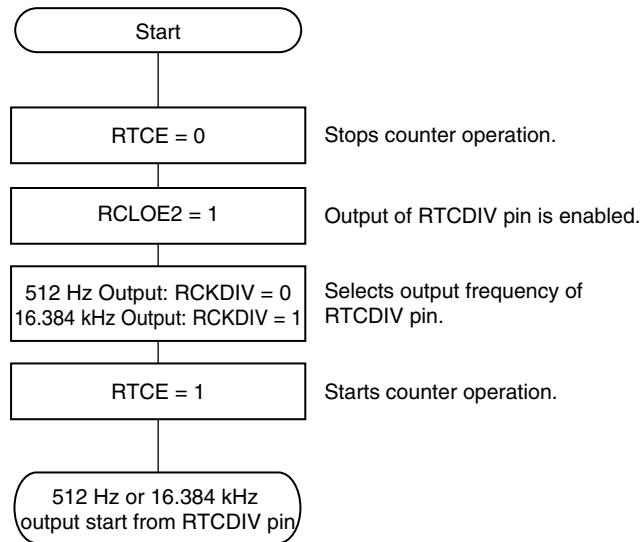 Start
RTCE = 0
Stops counter operation.
RCLOE2 = 1
Output of RTCDIV pin is enabled.
512 Hz Output: RCKDIV = 0
16.384 kHz Output: RCKDIV = 1
Selects output frequency of
RTCDIV pin.
RTCE = 1
Starts counter operation.
512 Hz or 16.384 kHz
output start from RTCDIV pin